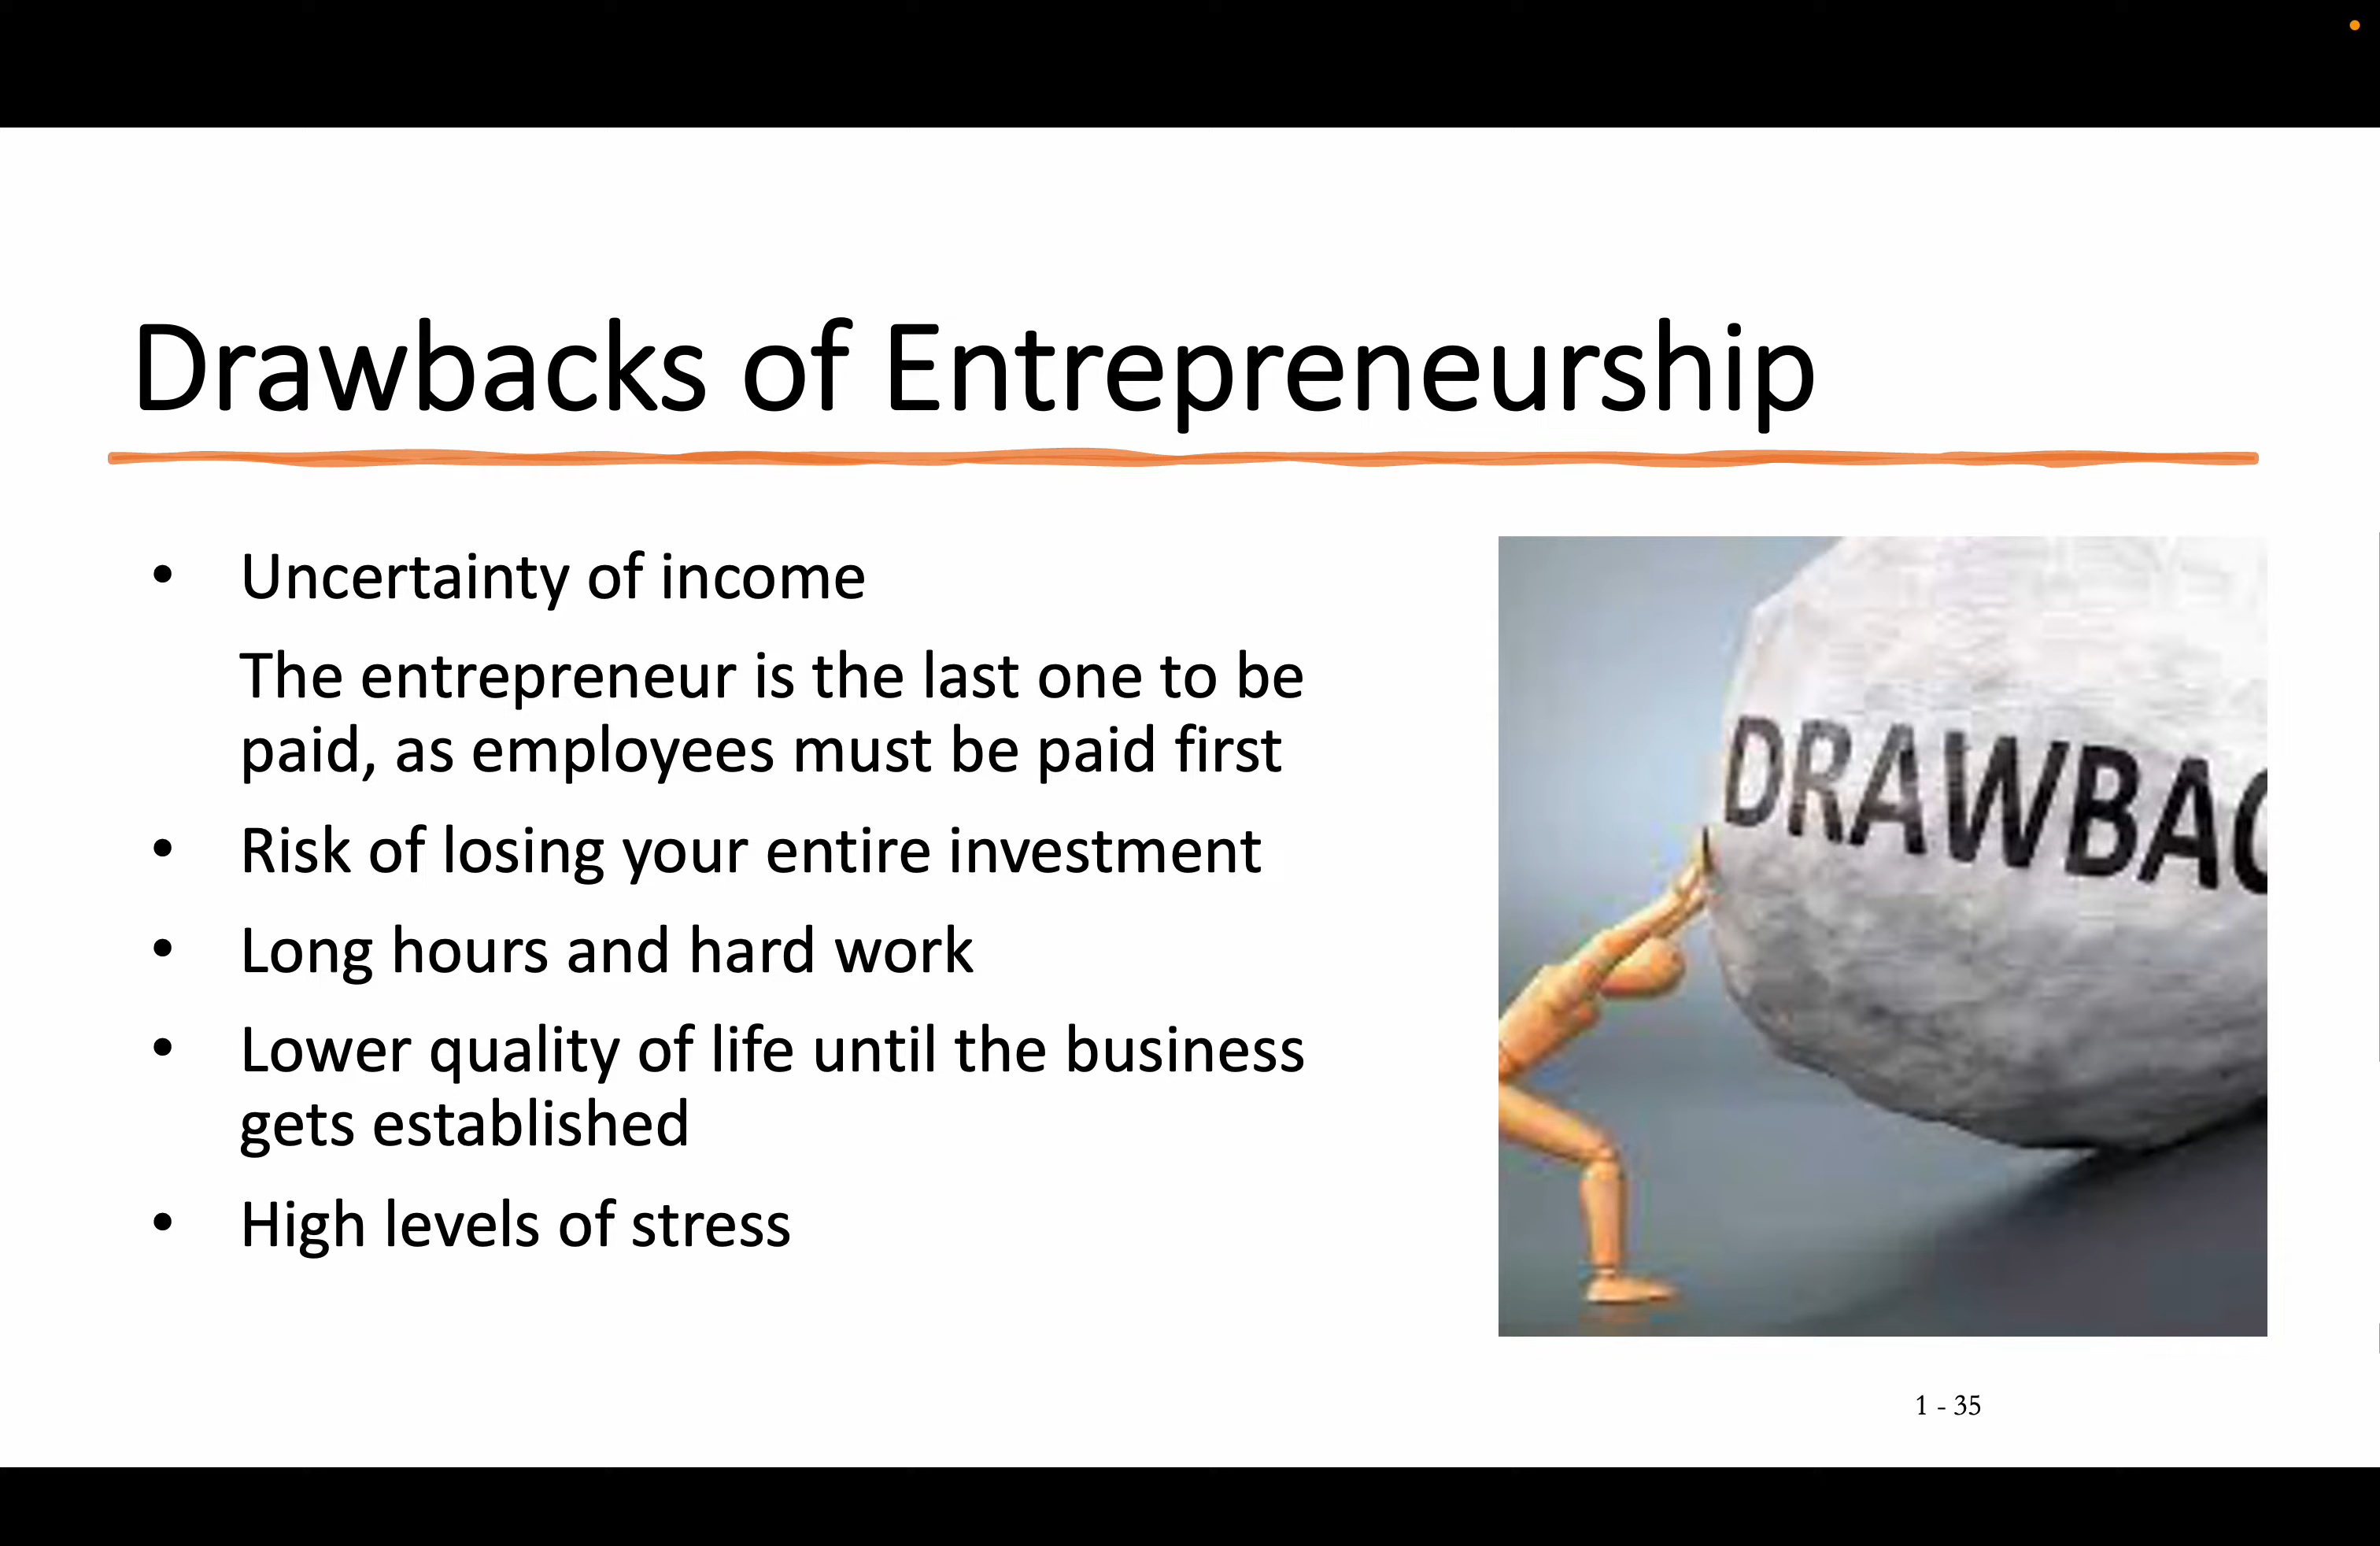 Drawbacks of Entrepreneurship
• Uncertainty of income
The entrepreneur is the last one to be
paid, as employees must be paid first
• Risk of losing your entire investment
• Long hours and hard work
• Lower quality of life until the business
gets established
• High levels of stress
DRAWBAC
1 - 35